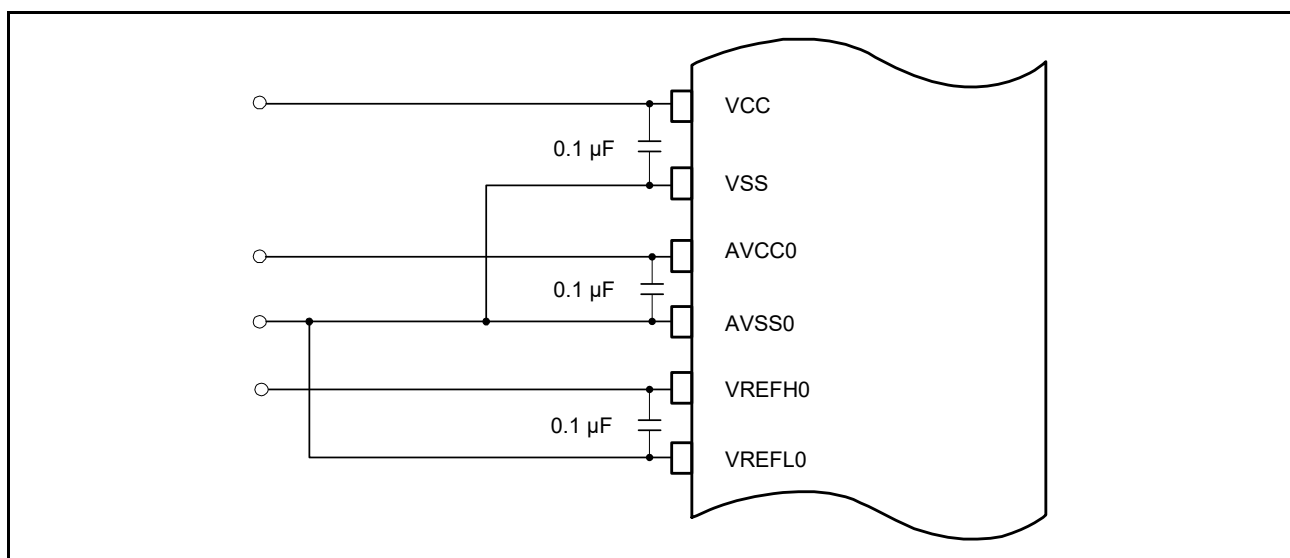 VCC
0.1 µF
VSS
AVCC0
0.1 µF
AVSS0
VREFH0
0.1 µF
VREFL0